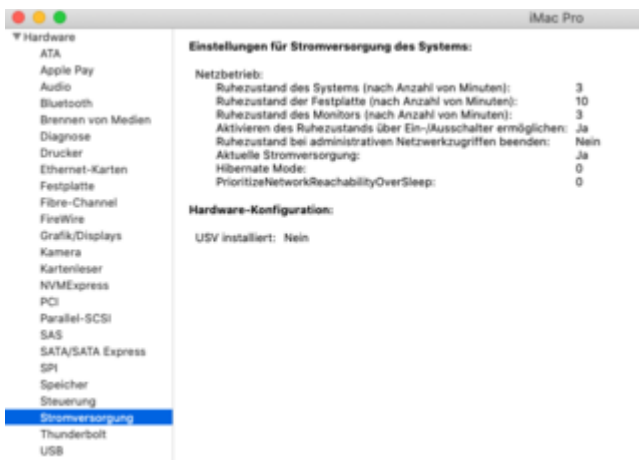 iMac Pro
Hardware
ATA
Apple Pay
Audio
Bluetooth
Brennen von Medien
Diagnose
Drucker
Ethernet-Karten
Festplatte
Fibre-Channel
FireWire
Grafik/Displays
Kamera
Kartenleser
NVMExpress
PCI
Parallel-SCSI
SAS
SATA/SATA Express
SPI
Speicher
Steuerung
Stromversorgung
Thunderbolt
USB
Einstellungen für Stromversorgung des Systems:
Netzbetrieb:
Ruhezustand des Systems (nach Anzahl von Minuten): 3
Ruhezustand der Festplatte (nach Anzahl von Minuten): 10
Ruhezustand des Monitors (nach Anzahl von Minuten): 3
Aktivieren des Ruhezustands über Ein-/Ausschalter ermöglichen: Ja
Ruhezustand bei administrativen Netzwerkzugriffen beenden: Nein
Aktuelle Stromversorgung: Ja
Hibernate Mode: 0
PrioritizeNetworkReachabilityOverSleep: 0
Hardware-Konfiguration:
USV installiert: Nein